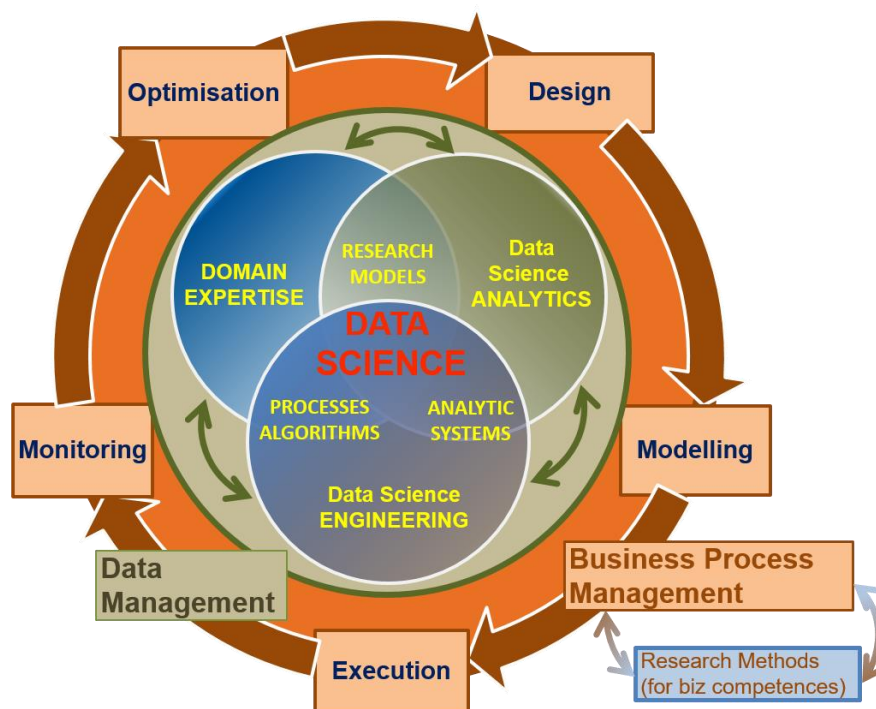 Optimisation
Design
RESEARCH
MODELS
Data
Science
ANALYTICS
DOMAIN
EXPERTISE
DATA
SCIENCE
PROCESSES
ALGORITHMS
ANALYTIC
SYSTEMS
Monitoring
Modelling
Data Science
ENGINEERING
Data
Management
Business Process
Management
Execution
Research Methods
(for biz competences)